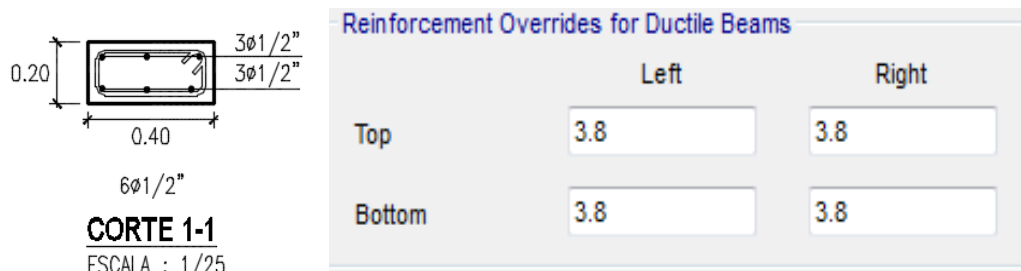 3ø1/2"
0.20
3ø1/2"
0.40
6ø1/2"
CORTE 1-1
ESCALA : 1/25
Reinforcement Overrides for Ductile Beams
Left Right
Top 3.8 3.8
Bottom 3.8 3.8